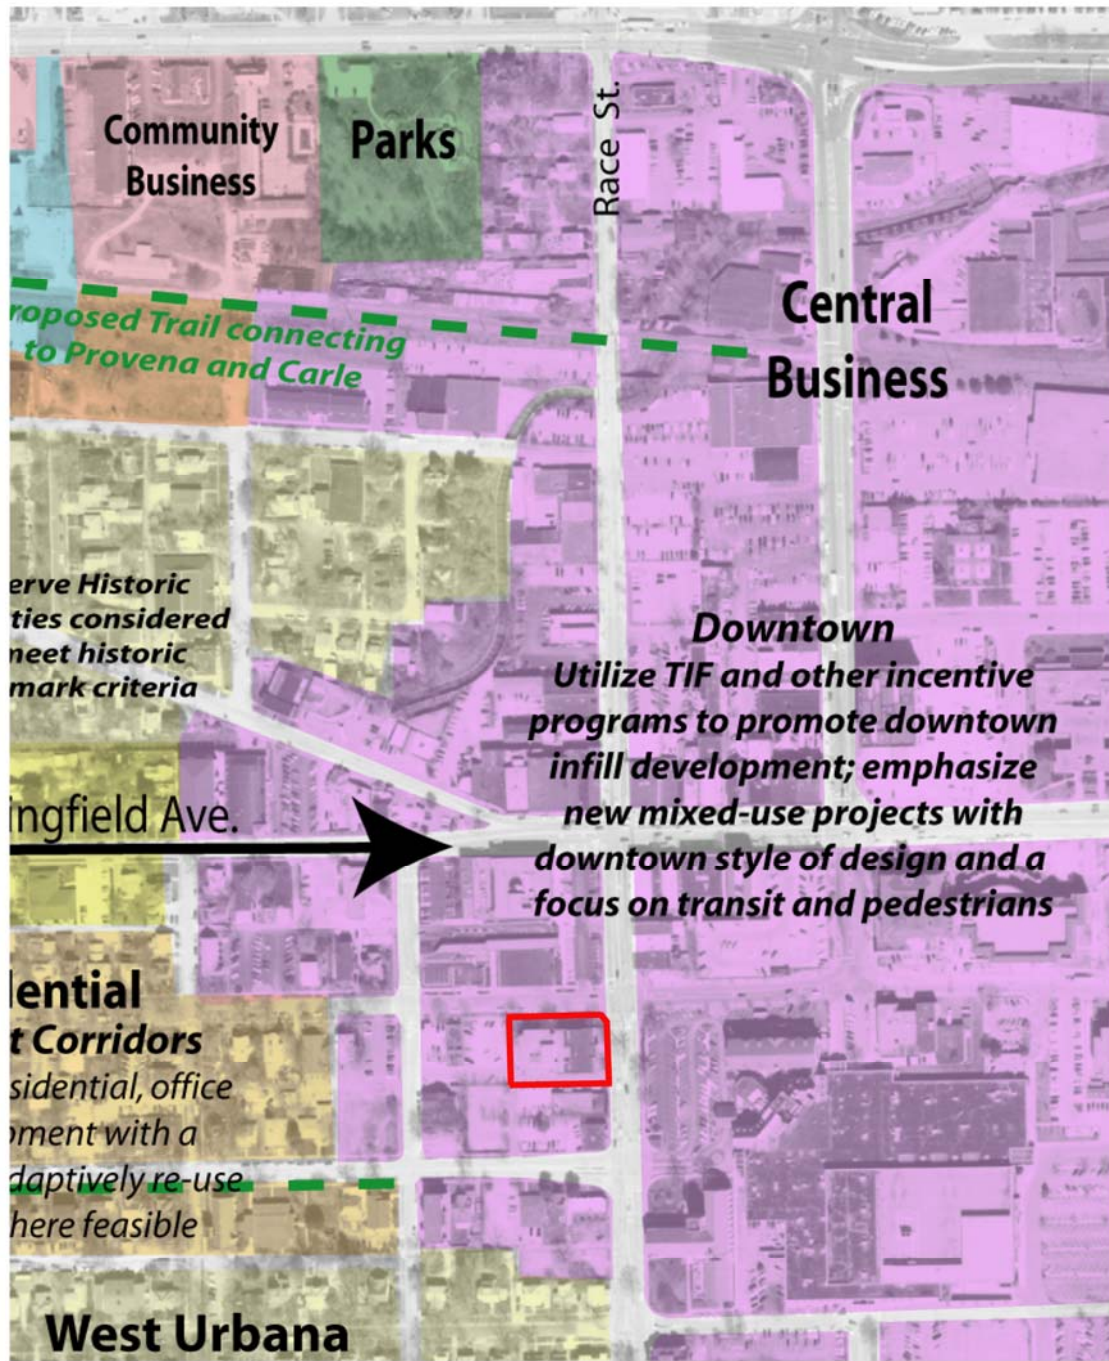 Community
Business
Parks
Race St.
Central
Business
roposed Trail connecting
to Provena and Carle
erve Historic
ties considered
meet historic
mark criteria
Downtown
Utilize TIF and other incentive
programs to promote downtown
infill development; emphasize
new mixed-use projects with
downtown style of design and a
focus on transit and pedestrians
ingfield Ave.
dential
t Corridors
sidential, office
pment with a
daptively re-use
here feasible
West Urbana